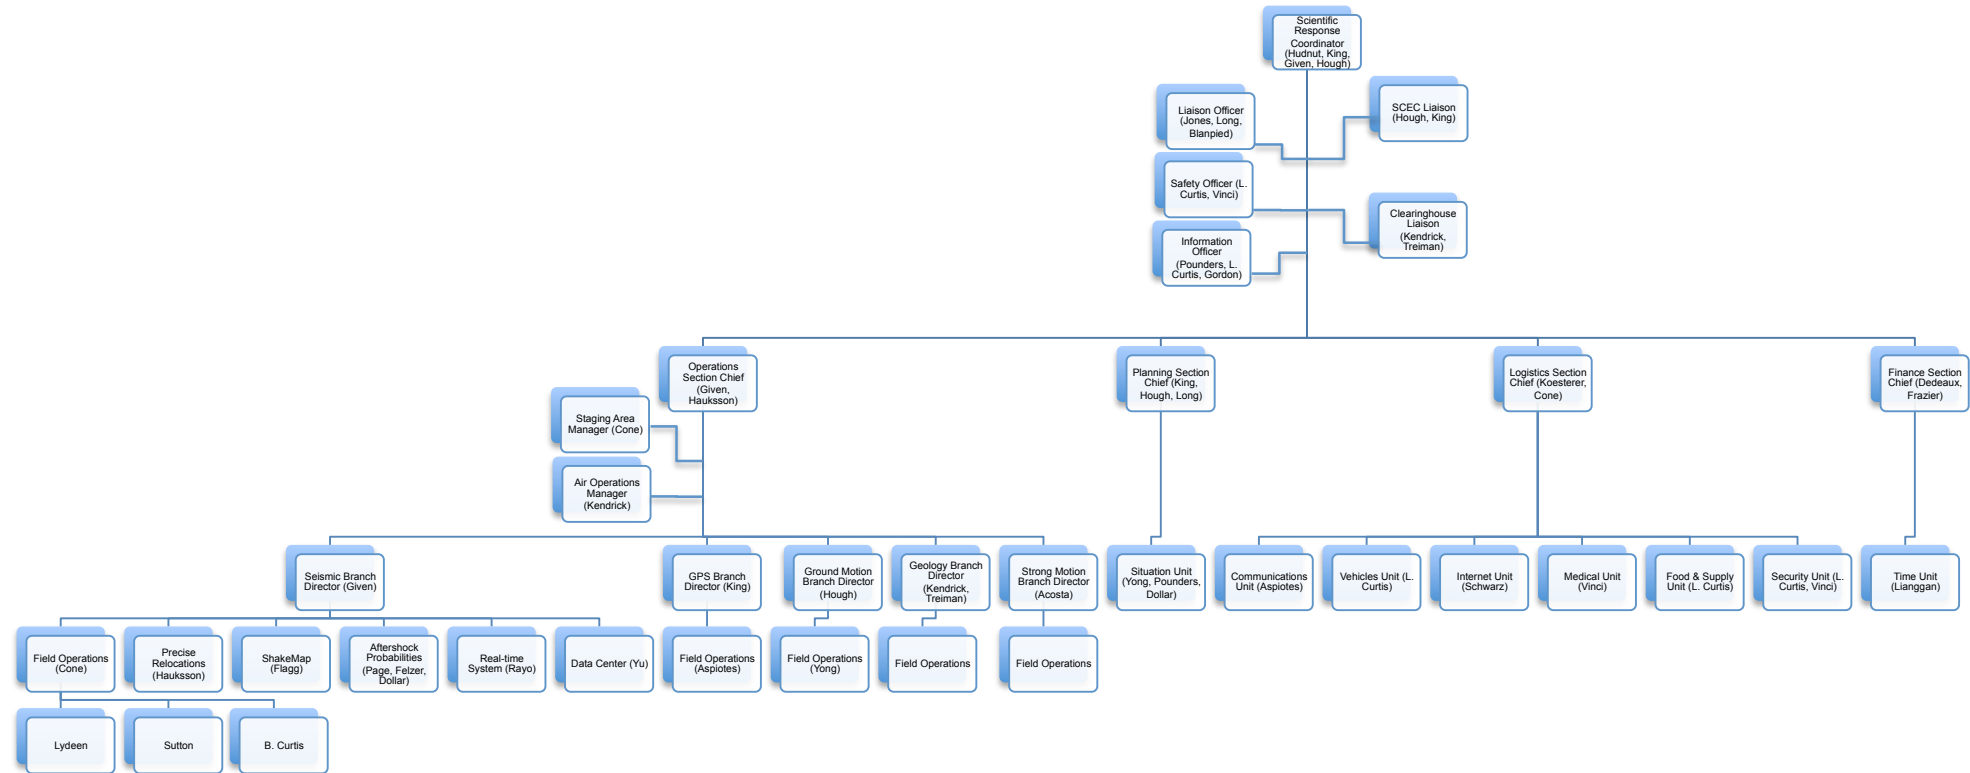 Scientific
Response
Coordinator
(Hudnut, King,
Given, Hough)
Liaison Officer
(Jones, Long,
Blanpied)
SCEC Liaison
(Hough, King)
Safety Officer (L.
Curtis, Vinci)
Clearinghouse
Liaison
(Kendrick,
Treiman)
Information
Officer
(Pounders, L.
Curtis, Gordon)
Operations
Section Chief
(Given,
Hauksson)
Planning Section
Chief (King,
Hough, Long)
Logistics Section
Chief (Koesterer,
Cone)
Finance Section
Chief (Dedeaux,
Frazier)
Staging Area
Manager (Cone)
Air Operations
Manager
(Kendrick)
Seismic Branch
Director (Given)
GPS Branch
Director (King)
Ground Motion
Branch Director
(Hough)
Geology Branch
Director
(Kendrick,
Treiman)
Strong Motion
Branch Director
(Acosta)
Situation Unit
(Yong, Pounders,
Dollar)
Communications
Unit (Aspiotes)
Vehicles Unit (L.
Curtis)
Internet Unit
(Schwarz)
Medical Unit
(Vinci)
Food & Supply
Unit (L. Curtis)
Security Unit (L.
Curtis, Vinci)
Time Unit
(Lianggan)
Field Operations
(Cone)
Precise
Relocations
(Hauksson)
ShakeMap
(Flagg)
Aftershock
Probabilities
(Page, Felzer,
Dollar)
Real-time
System (Rayo)
Data Center (Yu)
Field Operations
(Aspiotes)
Field Operations
(Yong)
Field Operations
Field Operations
Lydeen
Sutton
B. Curtis